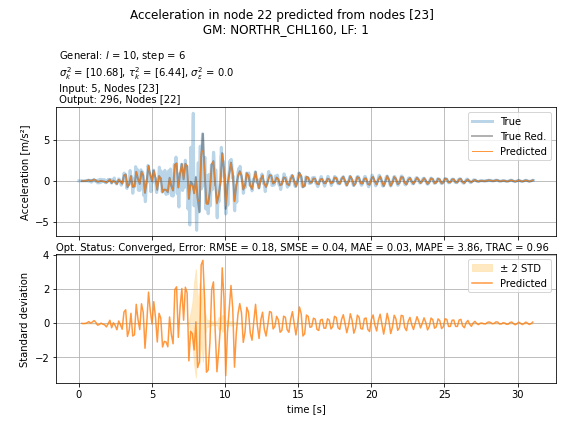 Acceleration in node 22 predicted from nodes [23]
GM: NORTHR_CHL160, LF: 1
General: l = 10, step = 6
σ²ₖ = [10.68], τ²ₖ = [6.44], σ²ε = 0.0
Input: 5, Nodes [23]
Output: 296, Nodes [22]
Acceleration [m/s²]
5
0
−5
True
True Red.
Predicted
Opt. Status: Converged, Error: RMSE = 0.18, SMSE = 0.04, MAE = 0.03, MAPE = 3.86, TRAC = 0.96
Standard deviation
4
2
0
−2
± 2 STD
Predicted
0 5 10 15 20 25 30
time [s]